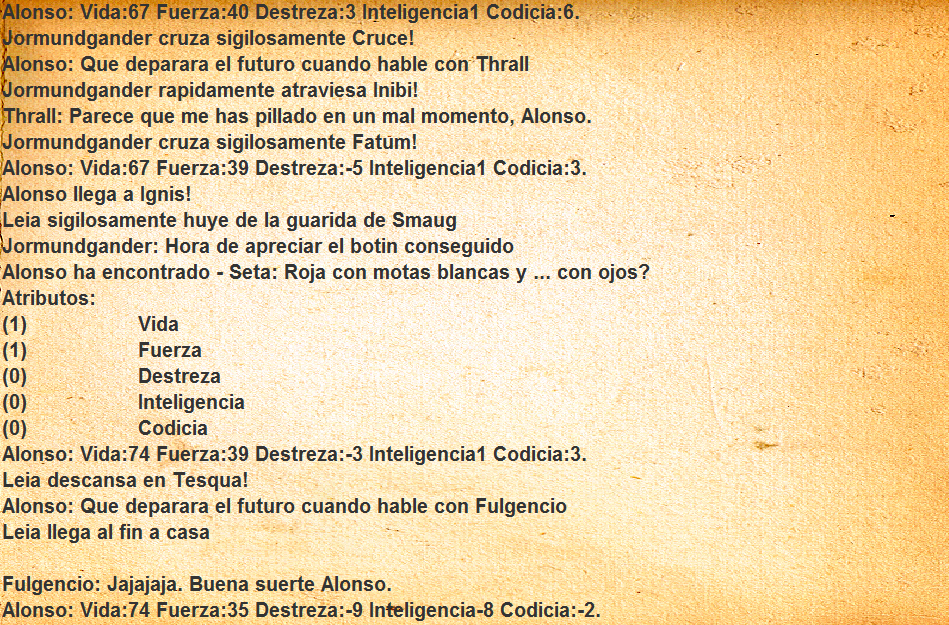 Alonso: Vida:67 Fuerza:40 Destreza:3 Inteligencia1 Codicia:6.
Jormundgander cruza sigilosamente Cruce!
Alonso: Que deparara el futuro cuando hable con Thrall
Jormundgander rapidamente atraviesa Inibi!
Thrall: Parece que me has pillado en un mal momento, Alonso.
Jormundgander cruza sigilosamente Fatum!
Alonso: Vida:67 Fuerza:39 Destreza:-5 Inteligencia1 Codicia:3.
Alonso llega a Ignis!
Leia sigilosamente huye de la guarida de Smaug
Jormundgander: Hora de apreciar el botin conseguido
Alonso ha encontrado - Seta: Roja con motas blancas y ... con ojos?
Atributos:
(1) Vida
(1) Fuerza
(0) Destreza
(0) Inteligencia
(0) Codicia
Alonso: Vida:74 Fuerza:39 Destreza:-3 Inteligencia1 Codicia:3.
Leia descansa en Tesqua!
Alonso: Que deparara el futuro cuando hable con Fulgencio
Leia llega al fin a casa
Fulgencio: Jajajaja. Buena suerte Alonso.
Alonso: Vida:74 Fuerza:35 Destreza:-9 Inteligencia-8 Codicia:-2.